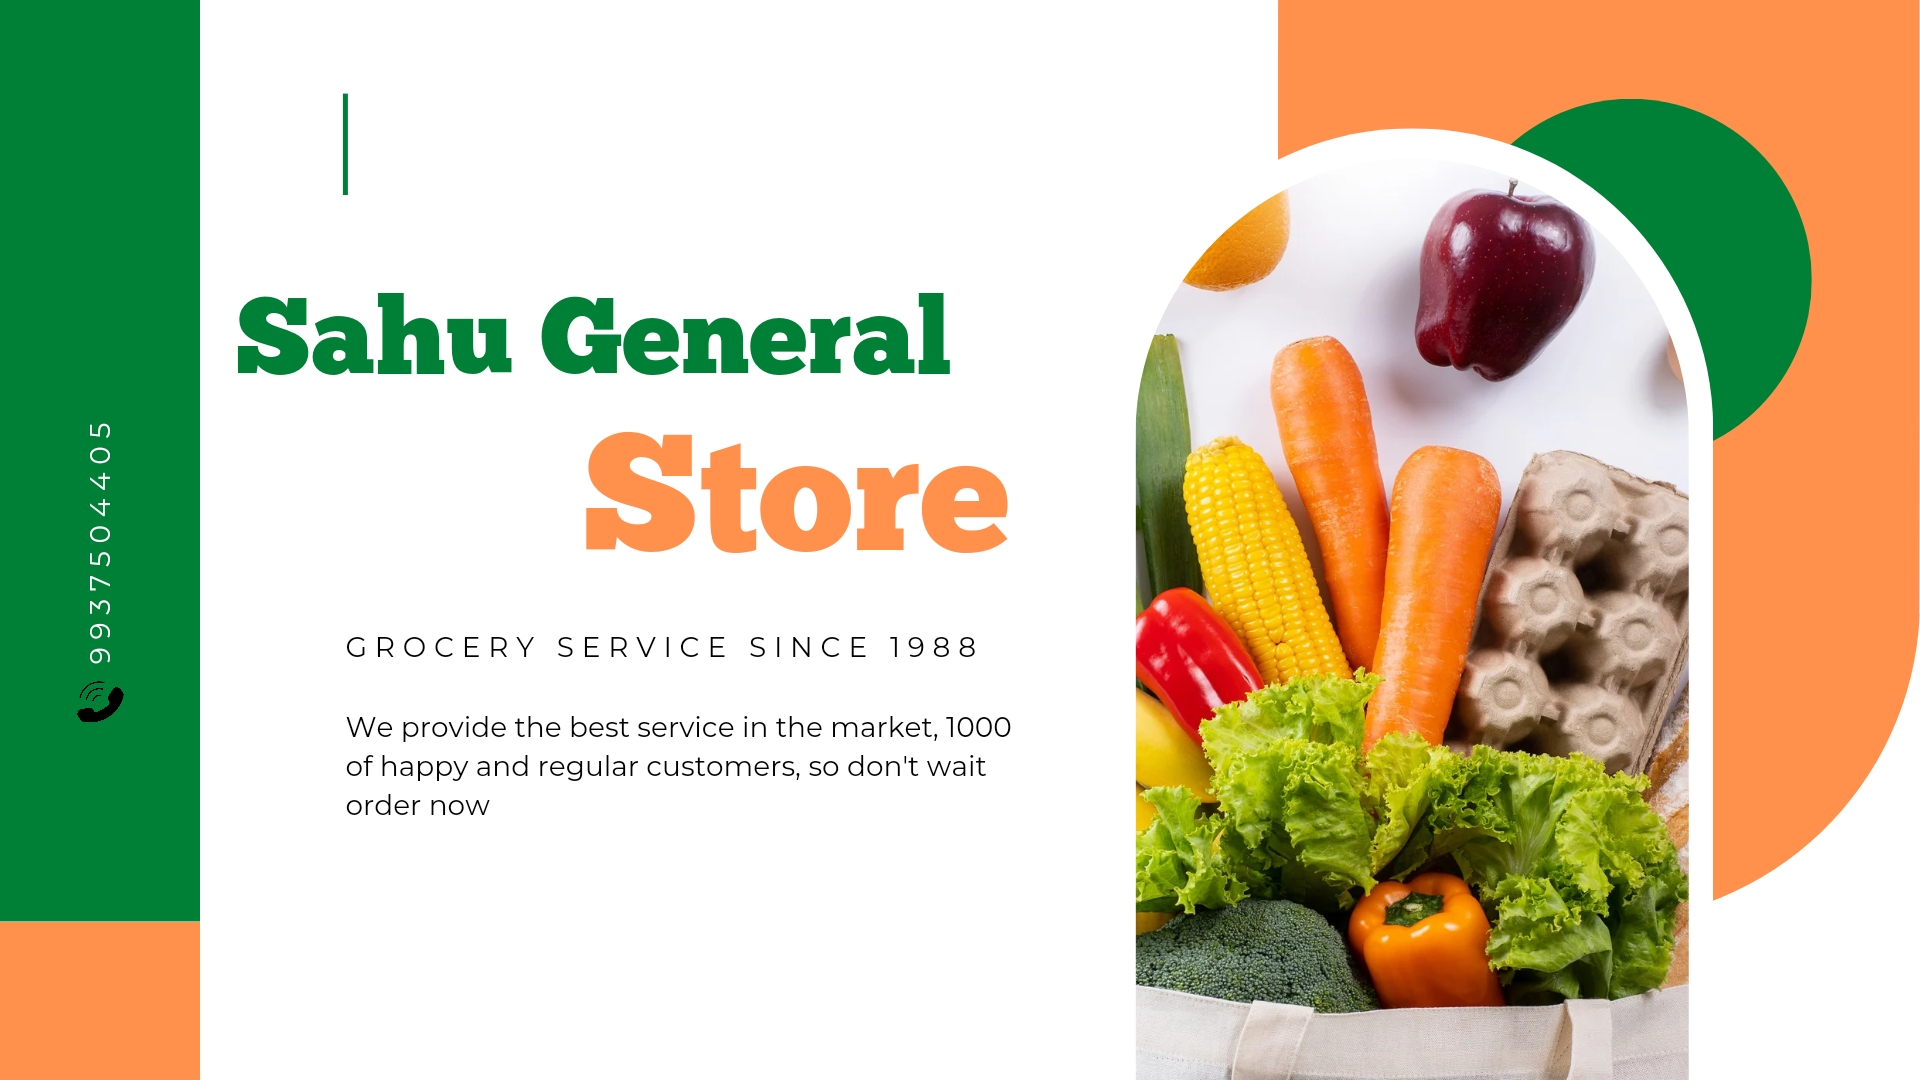 Sahu General
Store
GROCERY SERVICE SINCE 1988
We provide the best service in the market, 1000
of happy and regular customers, so don't wait
order now
9937504405